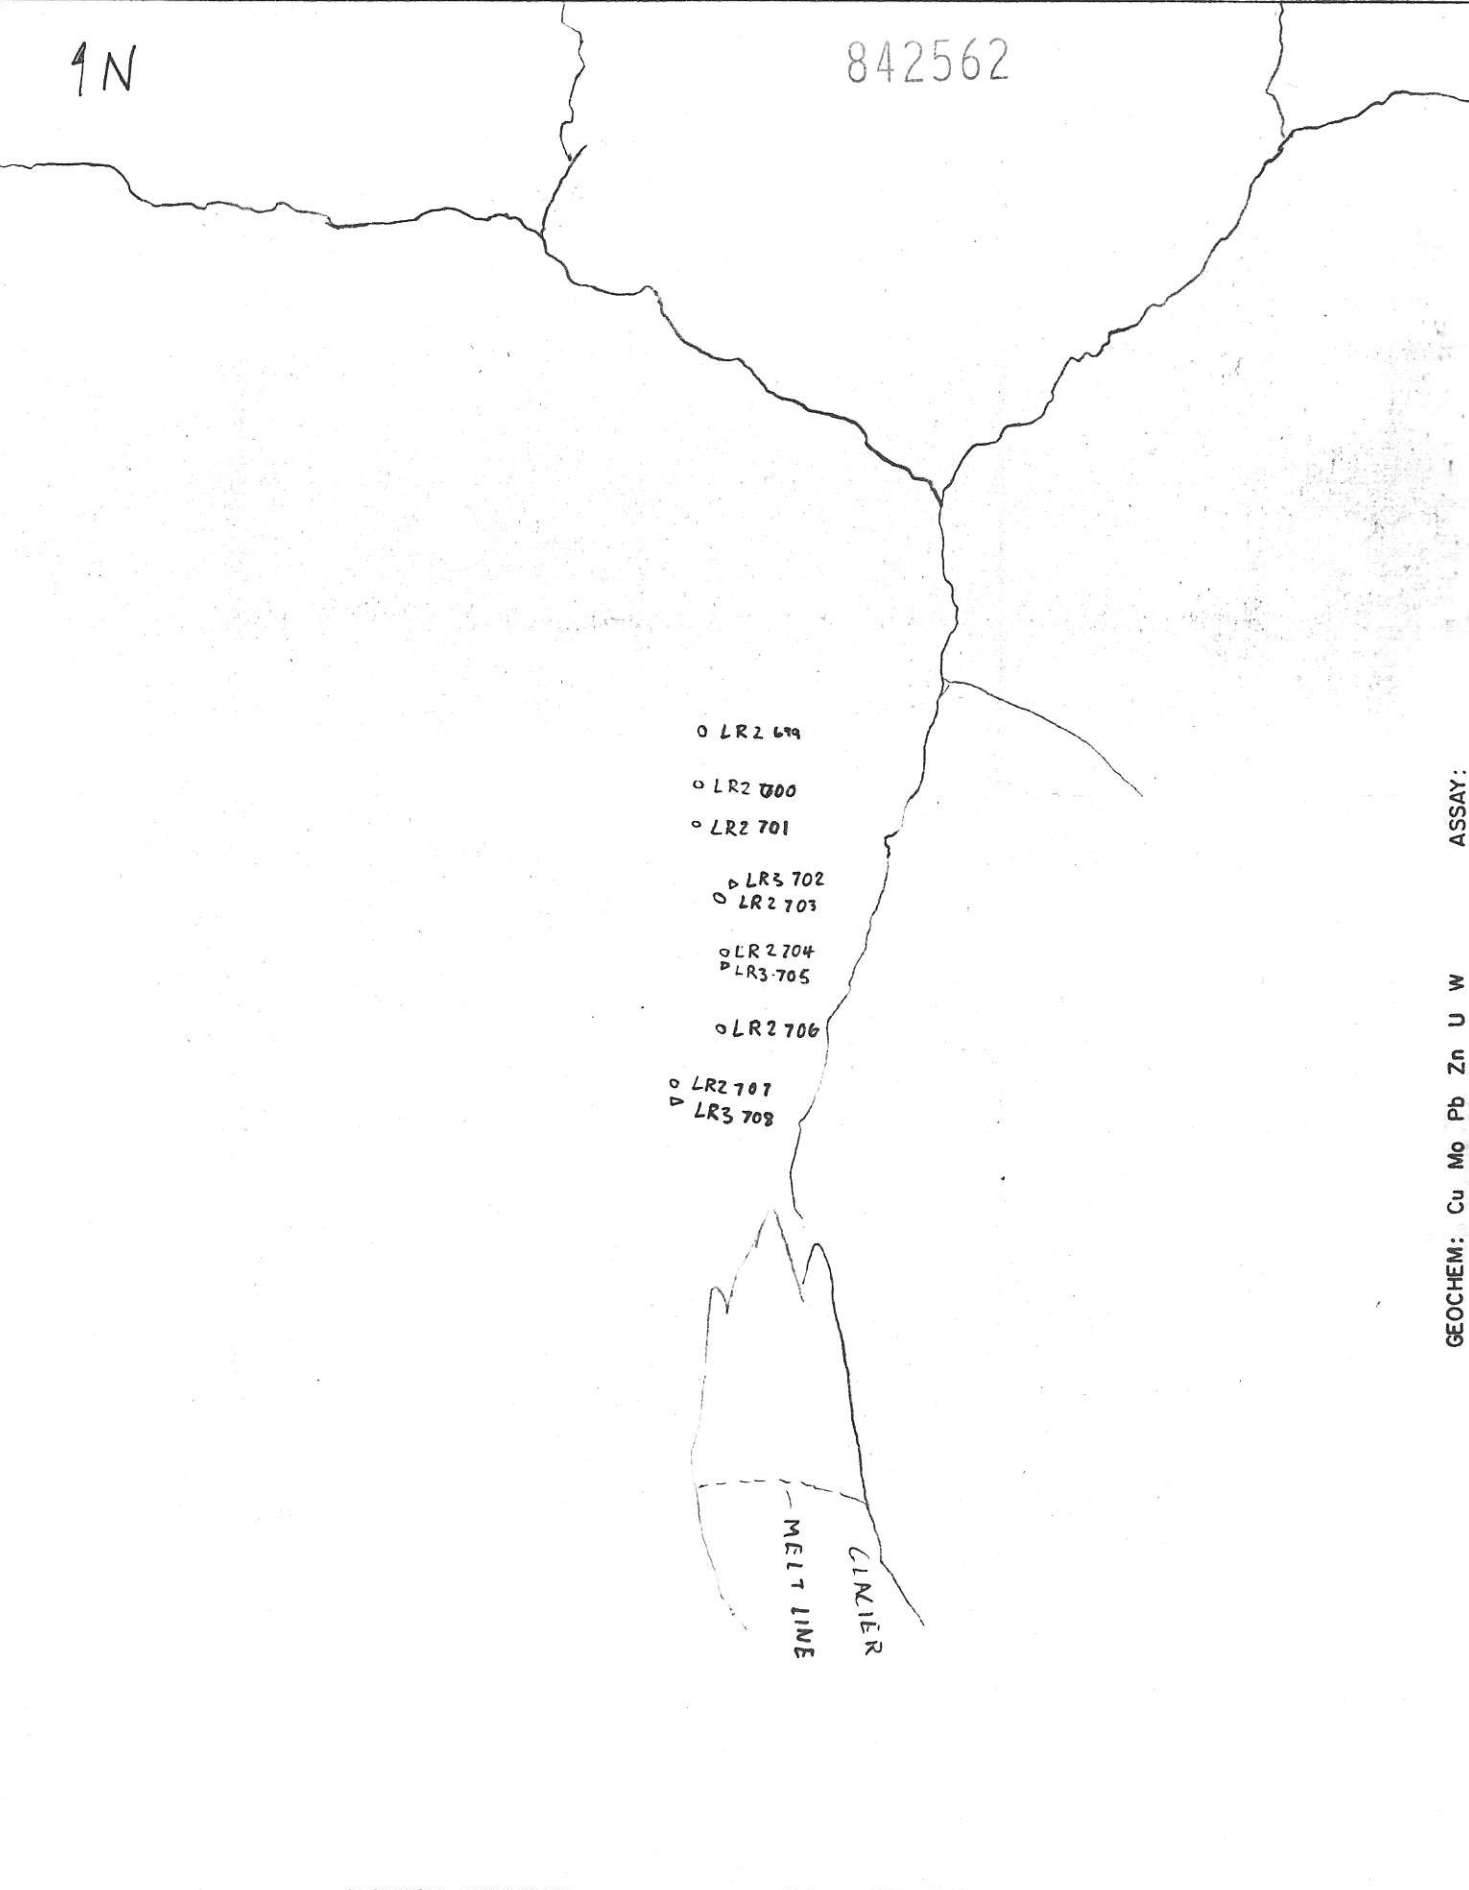 N
842562
LR2 699
LR2 700
LR2 701
LR3 702
LR2 703
LR2 704
LR3 705
LR2 706
LR2 707
LR3 708
MELT LINE
GLACIER
ASSAY:
GEOCHEM: Cu Mo Pb Zn U W